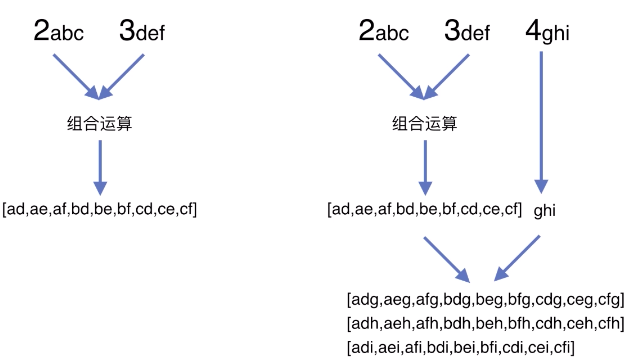 2abc 3def
组合运算
[ad,ae,af,bd,be,bf,cd,ce,cf]
2abc 3def 4ghi
组合运算
[ad,ae,af,bd,be,bf,cd,ce,cf] ghi
[adg,aeg,afg,bdg,beg,bfg,cdg,ceg,cfg]
[adh,aeh,afh,bdh,beh,bfh,cdh,ceh,cfh]
[adi,aei,afi,bdi,bei,bfi,cdi,cei,cfi]